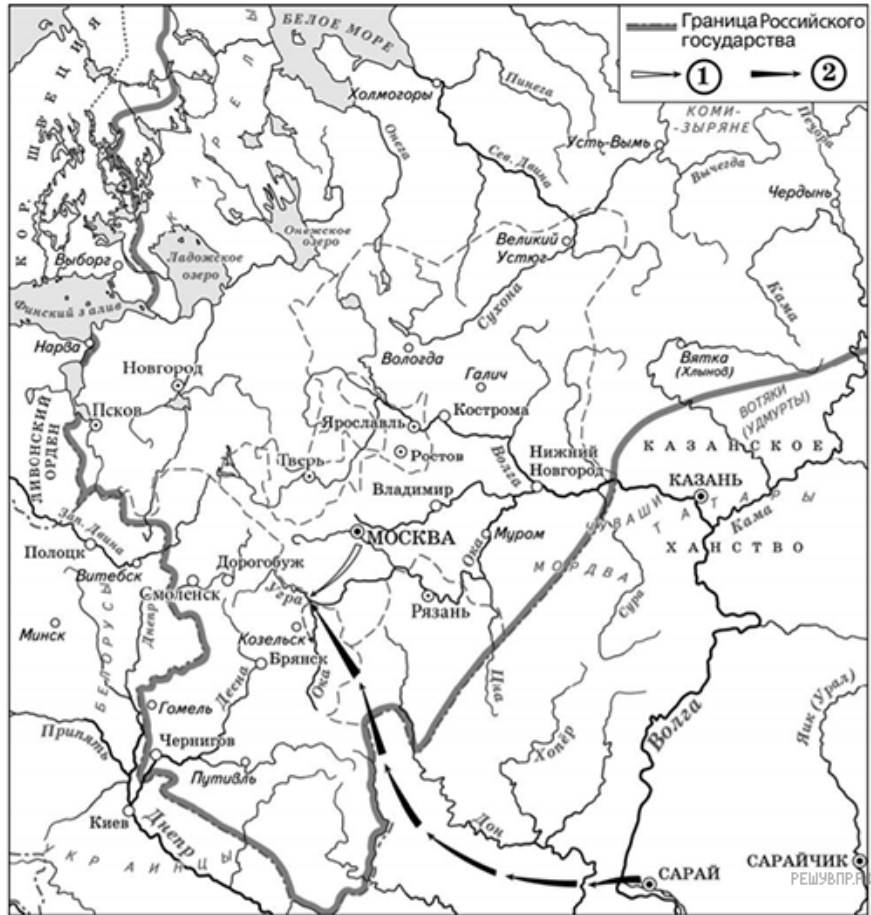 Граница Российского
государства
1
2
БЕЛОЕ МОРЕ
КОР. ШВЕЦИЯ
КАРЕЛЫ
Холмогоры
Пинега
КОМИ-
ЗЫРЯНЕ
Печора
Онега
Усть-Вымь
Сев. Двина
Вычегда
Чердынь
Онежское
озеро
Ладожское
озеро
Великий
Устюг
Выборг
Финский залив
Сухона
Кама
Нарва
Вологда
Новгород
Галич
Вятка
(Хлынов)
Псков
Кострома
ВОТЯКИ
(УДМУРТЫ)
Ярославль
ЛИВОНСКИЙ
ОРДЕН
Ростов
КАЗАНСКОЕ
Тверь
Волга
Нижний
Новгород
Владимир
КАЗАНЬ
ТАТАРЫ
ЧУВАШИ
Кама
Зап. Двина
МОСКВА
Муром
Ока
ХАНСТВО
Полоцк
Дорогобуж
МОРДВА
Витебск
Смоленск
Угра
Рязань
Сура
Минск
Днепр
Козельск
БЕЛОРУСЫ
Брянск
Ока
Цна
Десна
Гомель
Волга
Яик (Урал)
Припять
Чернигов
Хопёр
Путивль
Киев
Днепр
Дон
УКРАИНЦЫ
САРАЙ
САРАЙЧИК
РЕШУВПР.РФ